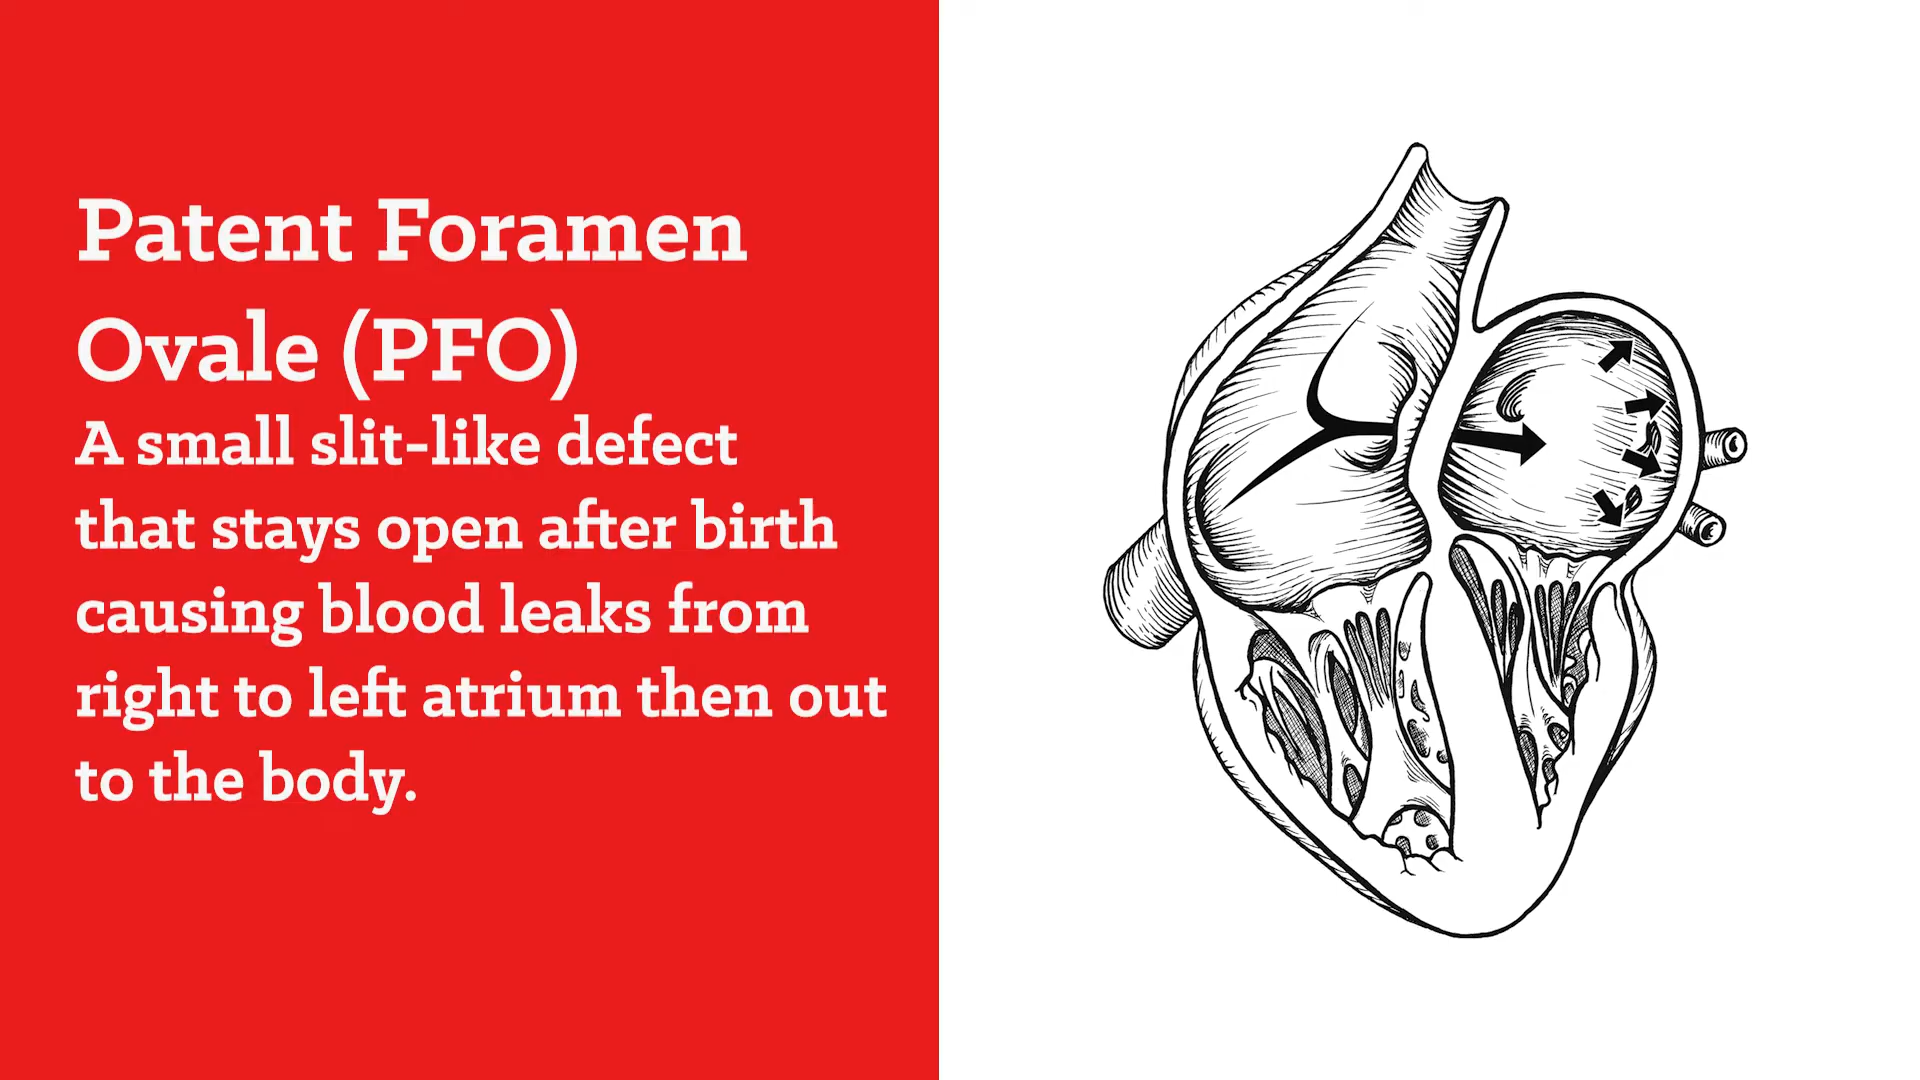 Patent Foramen
Ovale (PFO)
A small slit-like defect
that stays open after birth
causing blood leaks from
right to left atrium then out
to the body.